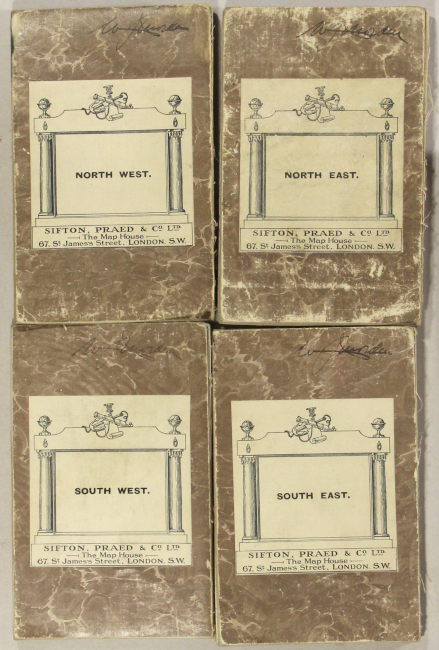 NORTH WEST.
SIFTON, PRAED & Co LTD.
The Map House
67, St James's Street, LONDON. S.W.
NORTH EAST.
SIFTON, PRAED & Co LTD.
The Map House
67, St James's Street, LONDON. S.W.
SOUTH WEST.
SIFTON, PRAED & Co LTD.
The Map House
67, St James's Street, LONDON. S.W.
SOUTH EAST.
SIFTON, PRAED & Co LTD.
The Map House
67, St James's Street, LONDON. S.W.